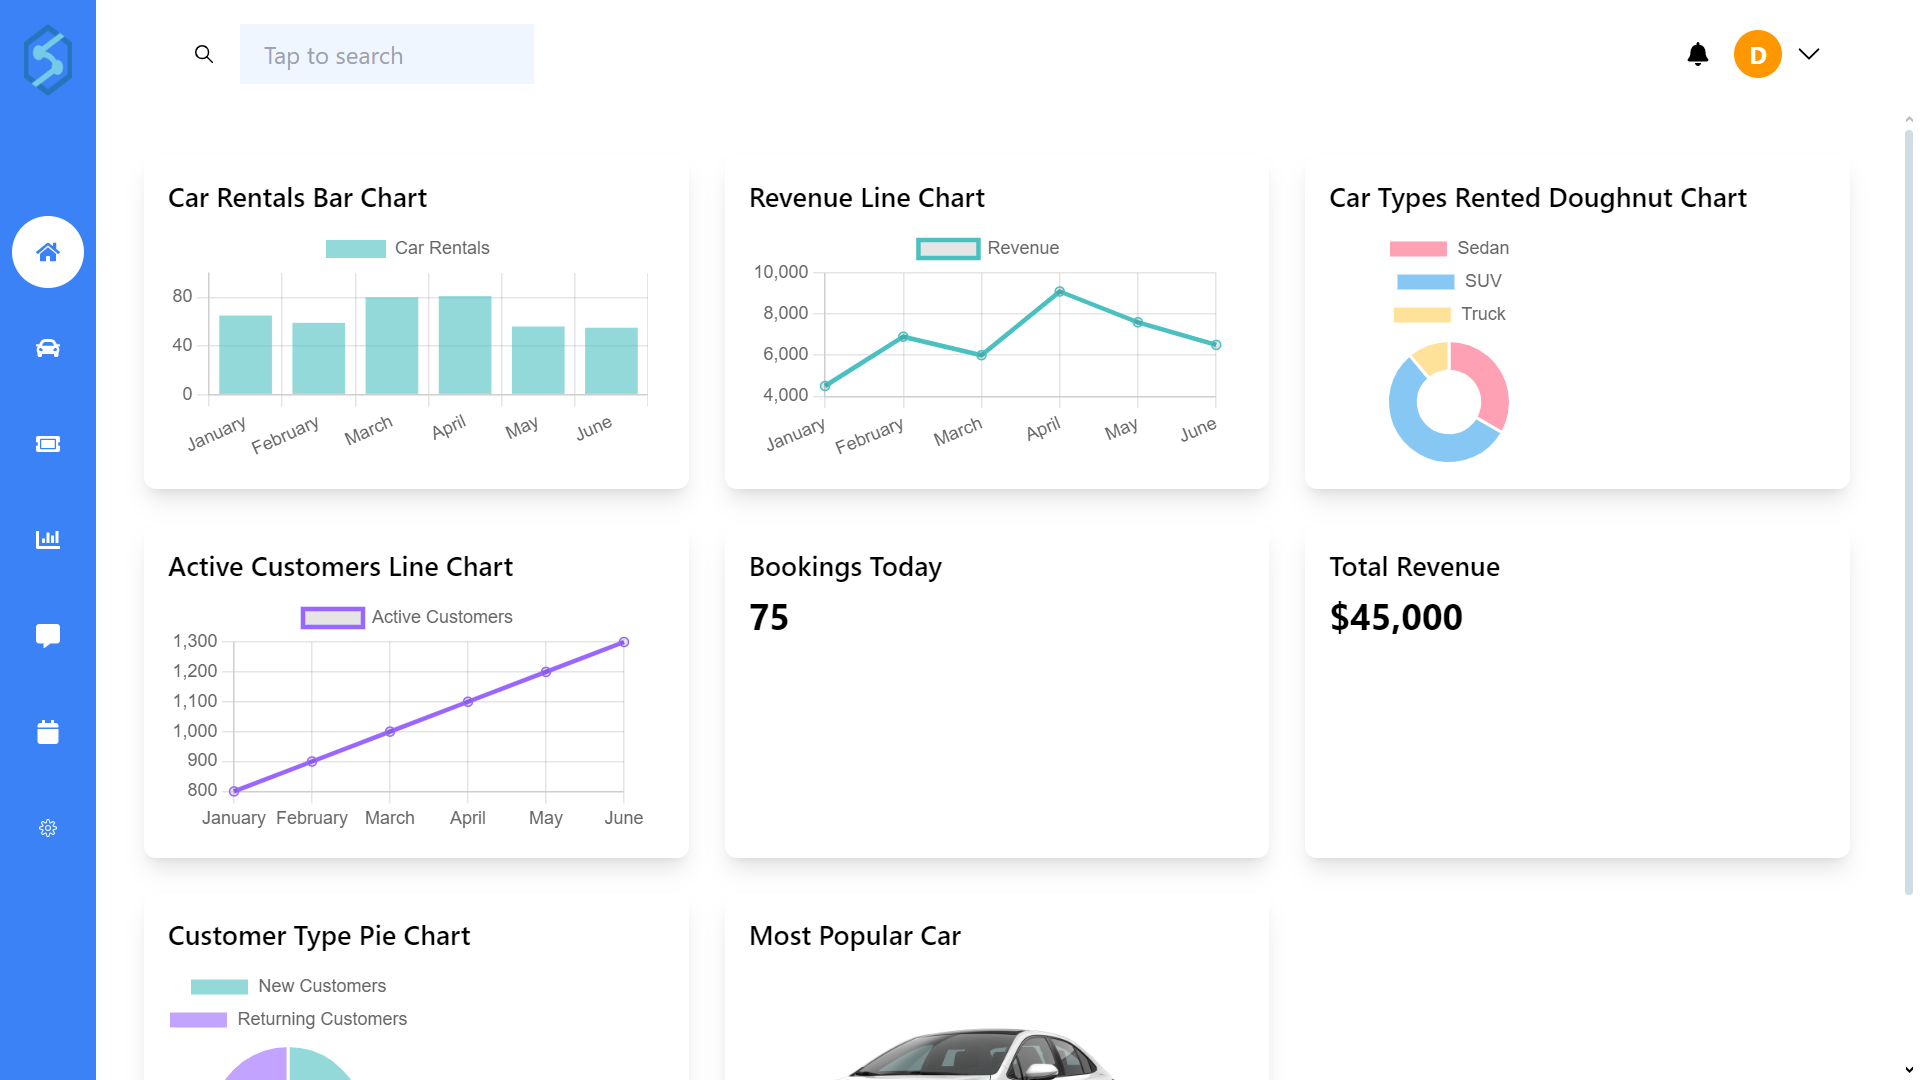 Tap to search
D
Car Rentals Bar Chart
Car Rentals
80
40
0
January February March April May June
Revenue Line Chart
Revenue
10,000
8,000
6,000
4,000
January February March April May June
Car Types Rented Doughnut Chart
Sedan
SUV
Truck
Active Customers Line Chart
Active Customers
1,300
1,200
1,100
1,000
900
800
January February March April May June
Bookings Today
75
Total Revenue
$45,000
Customer Type Pie Chart
New Customers
Returning Customers
Most Popular Car